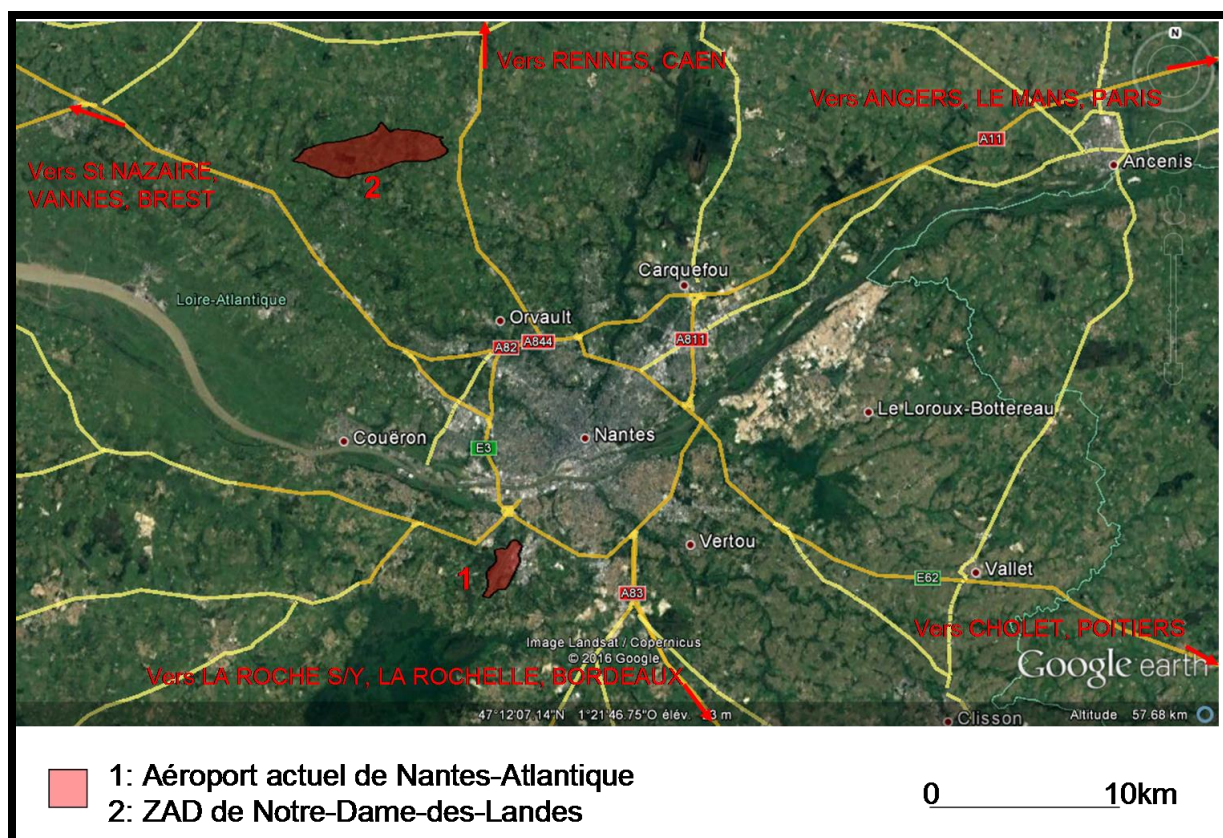 N
Vers RENNES, CAEN
Vers ANGERS, LE MANS, PARIS
A11
Ancenis
Vers St NAZAIRE,
VANNES, BREST
2
Carquefou
Loire-Atlantique
Orvault
A82
A844
A811
Le Loroux-Bottereau
Couëron
Nantes
E3
Vertou
1
Vallet
E62
A83
Vers CHOLET, POITIERS
Image Landsat / Copernicus
© 2016 Google
Google earth
Vers LA ROCHE S/Y, LA ROCHELLE, BORDEAUX
47°12'07.14"N 1°21'46.75"O élév. m
Clisson
Altitude 57.68 km
1: Aéroport actuel de Nantes-Atlantique
2: ZAD de Notre-Dame-des-Landes
0 10km